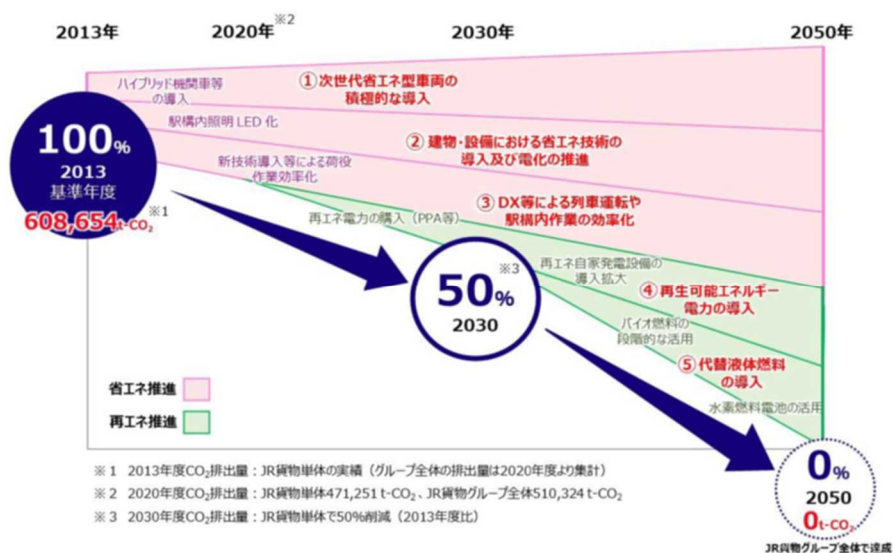 2013年
2020年※2
2030年
2050年
ハイブリッド機関車等
の導入
①次世代省エネ型車両の
積極的な導入
駅構内照明LED化
②建物・設備における省エネ技術の
導入及び電化の推進
100%
2013
基準年度
608,654t-CO₂※1
新技術導入等による荷役
作業効率化
③DX等による列車運転や
駅構内作業の効率化
再エネ電力の購入（PPA等）
50%※3
2030
再エネ自家発電設備の
導入拡大
④再生可能エネルギー
電力の導入
バイオ燃料の
段階的な活用
⑤代替液体燃料
の導入
水素燃料電池の活用
省エネ推進
再エネ推進
0%
2050
0t-CO₂
JR貨物グループ全体で達成
※1 2013年度CO₂排出量：JR貨物単体の実績（グループ全体の排出量は2020年度より集計）
※2 2020年度CO₂排出量：JR貨物単体471,251t-CO₂、JR貨物グループ全体510,324t-CO₂
※3 2030年度CO₂排出量：JR貨物単体で50%削減（2013年度比）